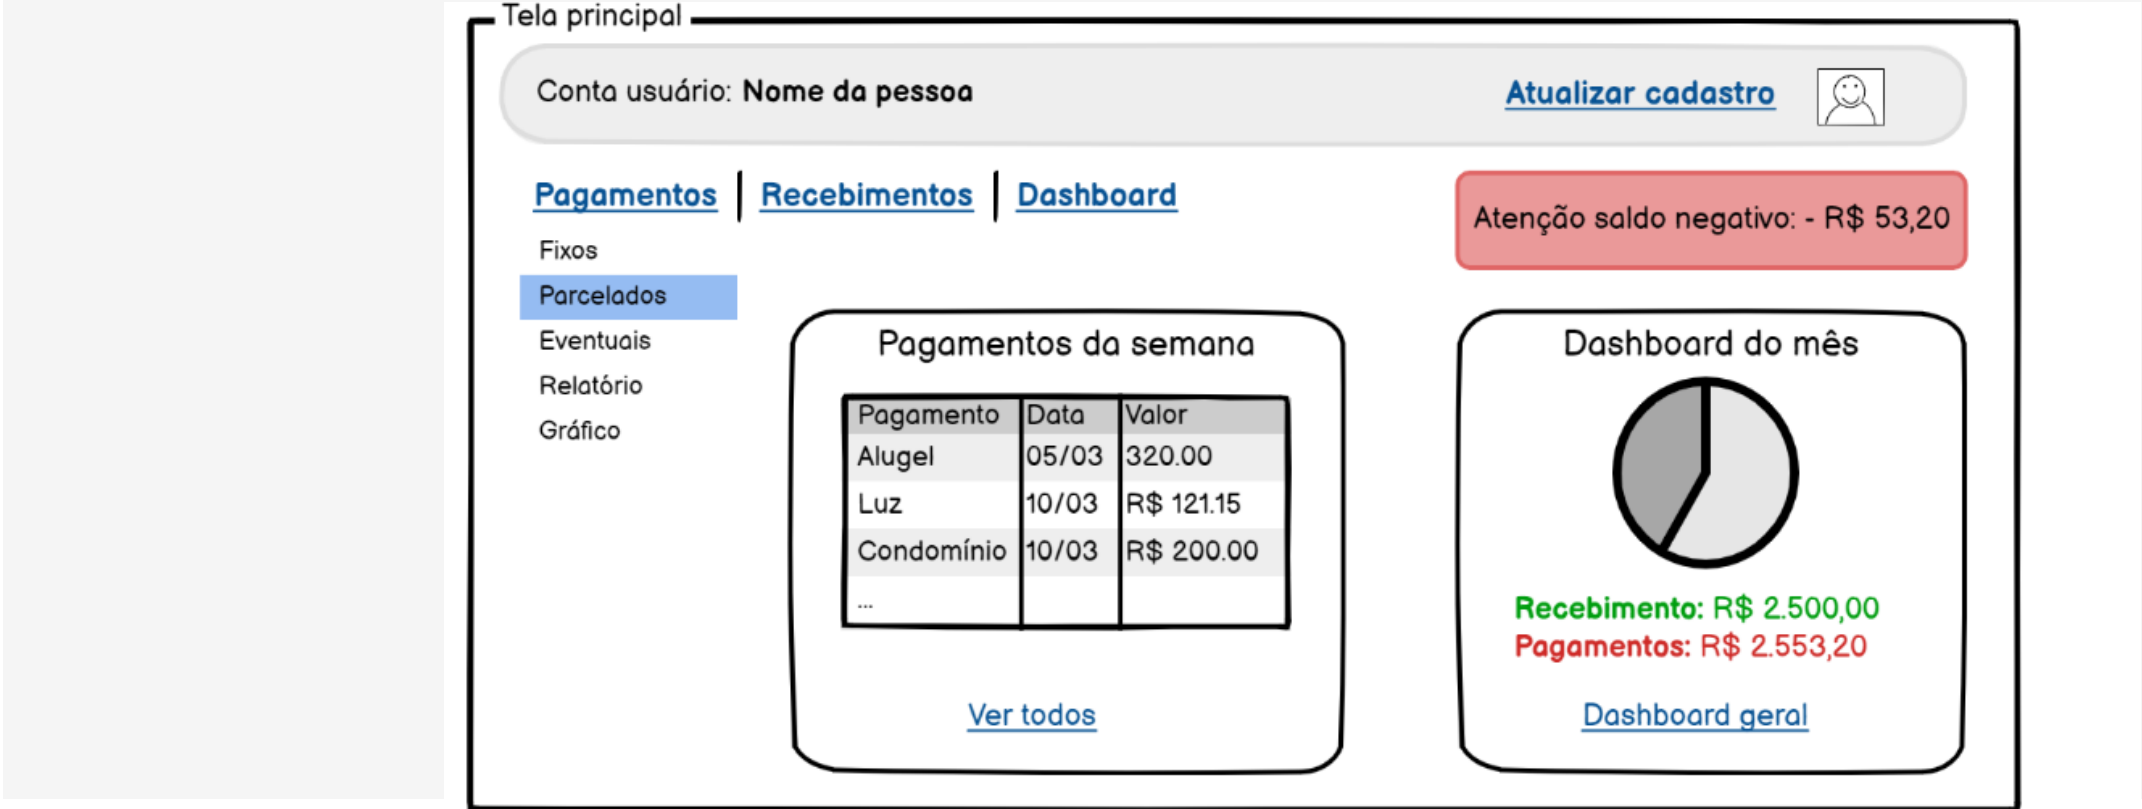 Tela principal
Conta usuário: Nome da pessoa
Atualizar cadastro
Pagamentos
Recebimentos
Dashboard
Atenção saldo negativo: - R$ 53,20
Fixos
Parcelados
Eventuais
Relatório
Gráfico
Pagamentos da semana
Pagamento Data Valor
Alugel 05/03 320.00
Luz 10/03 R$ 121.15
Condomínio 10/03 R$ 200.00
...
Ver todos
Dashboard do mês
Recebimento: R$ 2.500,00
Pagamentos: R$ 2.553,20
Dashboard geral